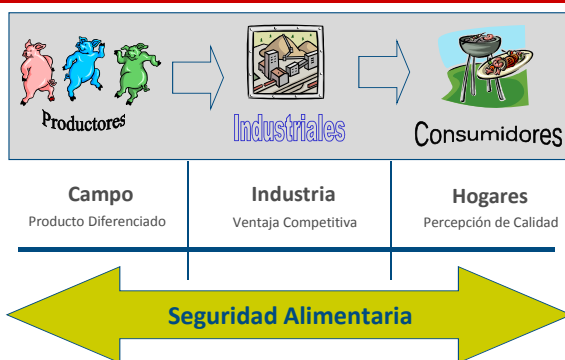 Productores
Industriales
Consumidores
Campo
Industria
Hogares
Producto Diferenciado
Ventaja Competitiva
Percepción de Calidad
Seguridad Alimentaria